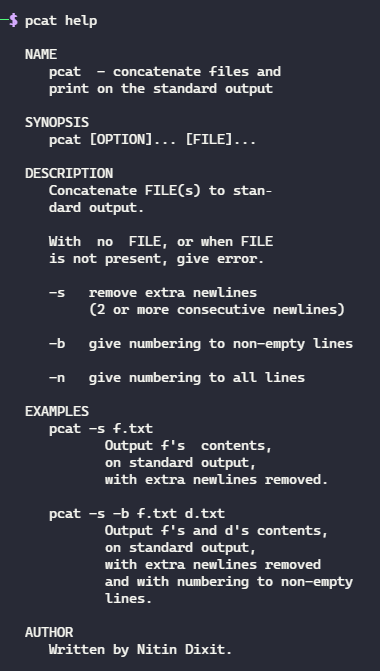 ─$ pcat help
NAME
pcat  - concatenate files and
print on the standard output
SYNOPSIS
pcat [OPTION]... [FILE]...
DESCRIPTION
Concatenate FILE(s) to stan-
dard output.
With  no  FILE, or when FILE
is not present, give error.
-s   remove extra newlines
(2 or more consecutive newlines)
-b   give numbering to non-empty lines
-n   give numbering to all lines
EXAMPLES
pcat -s f.txt
Output f's  contents,
on standard output,
with extra newlines removed.
pcat -s -b f.txt d.txt
Output f's and d's contents,
on standard output,
with extra newlines removed
and with numbering to non-empty
lines.
AUTHOR
Written by Nitin Dixit.